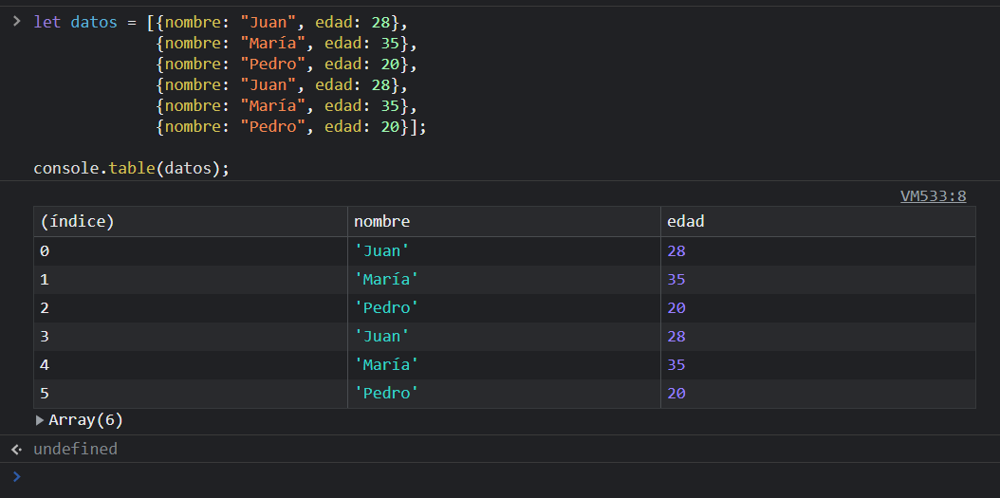 > let datos = [{nombre: "Juan", edad: 28},
{nombre: "María", edad: 35},
{nombre: "Pedro", edad: 20},
{nombre: "Juan", edad: 28},
{nombre: "María", edad: 35},
{nombre: "Pedro", edad: 20}];
console.table(datos);
VM533:8
(índice) nombre edad
0 'Juan' 28
1 'María' 35
2 'Pedro' 20
3 'Juan' 28
4 'María' 35
5 'Pedro' 20
▶ Array(6)
undefined
>